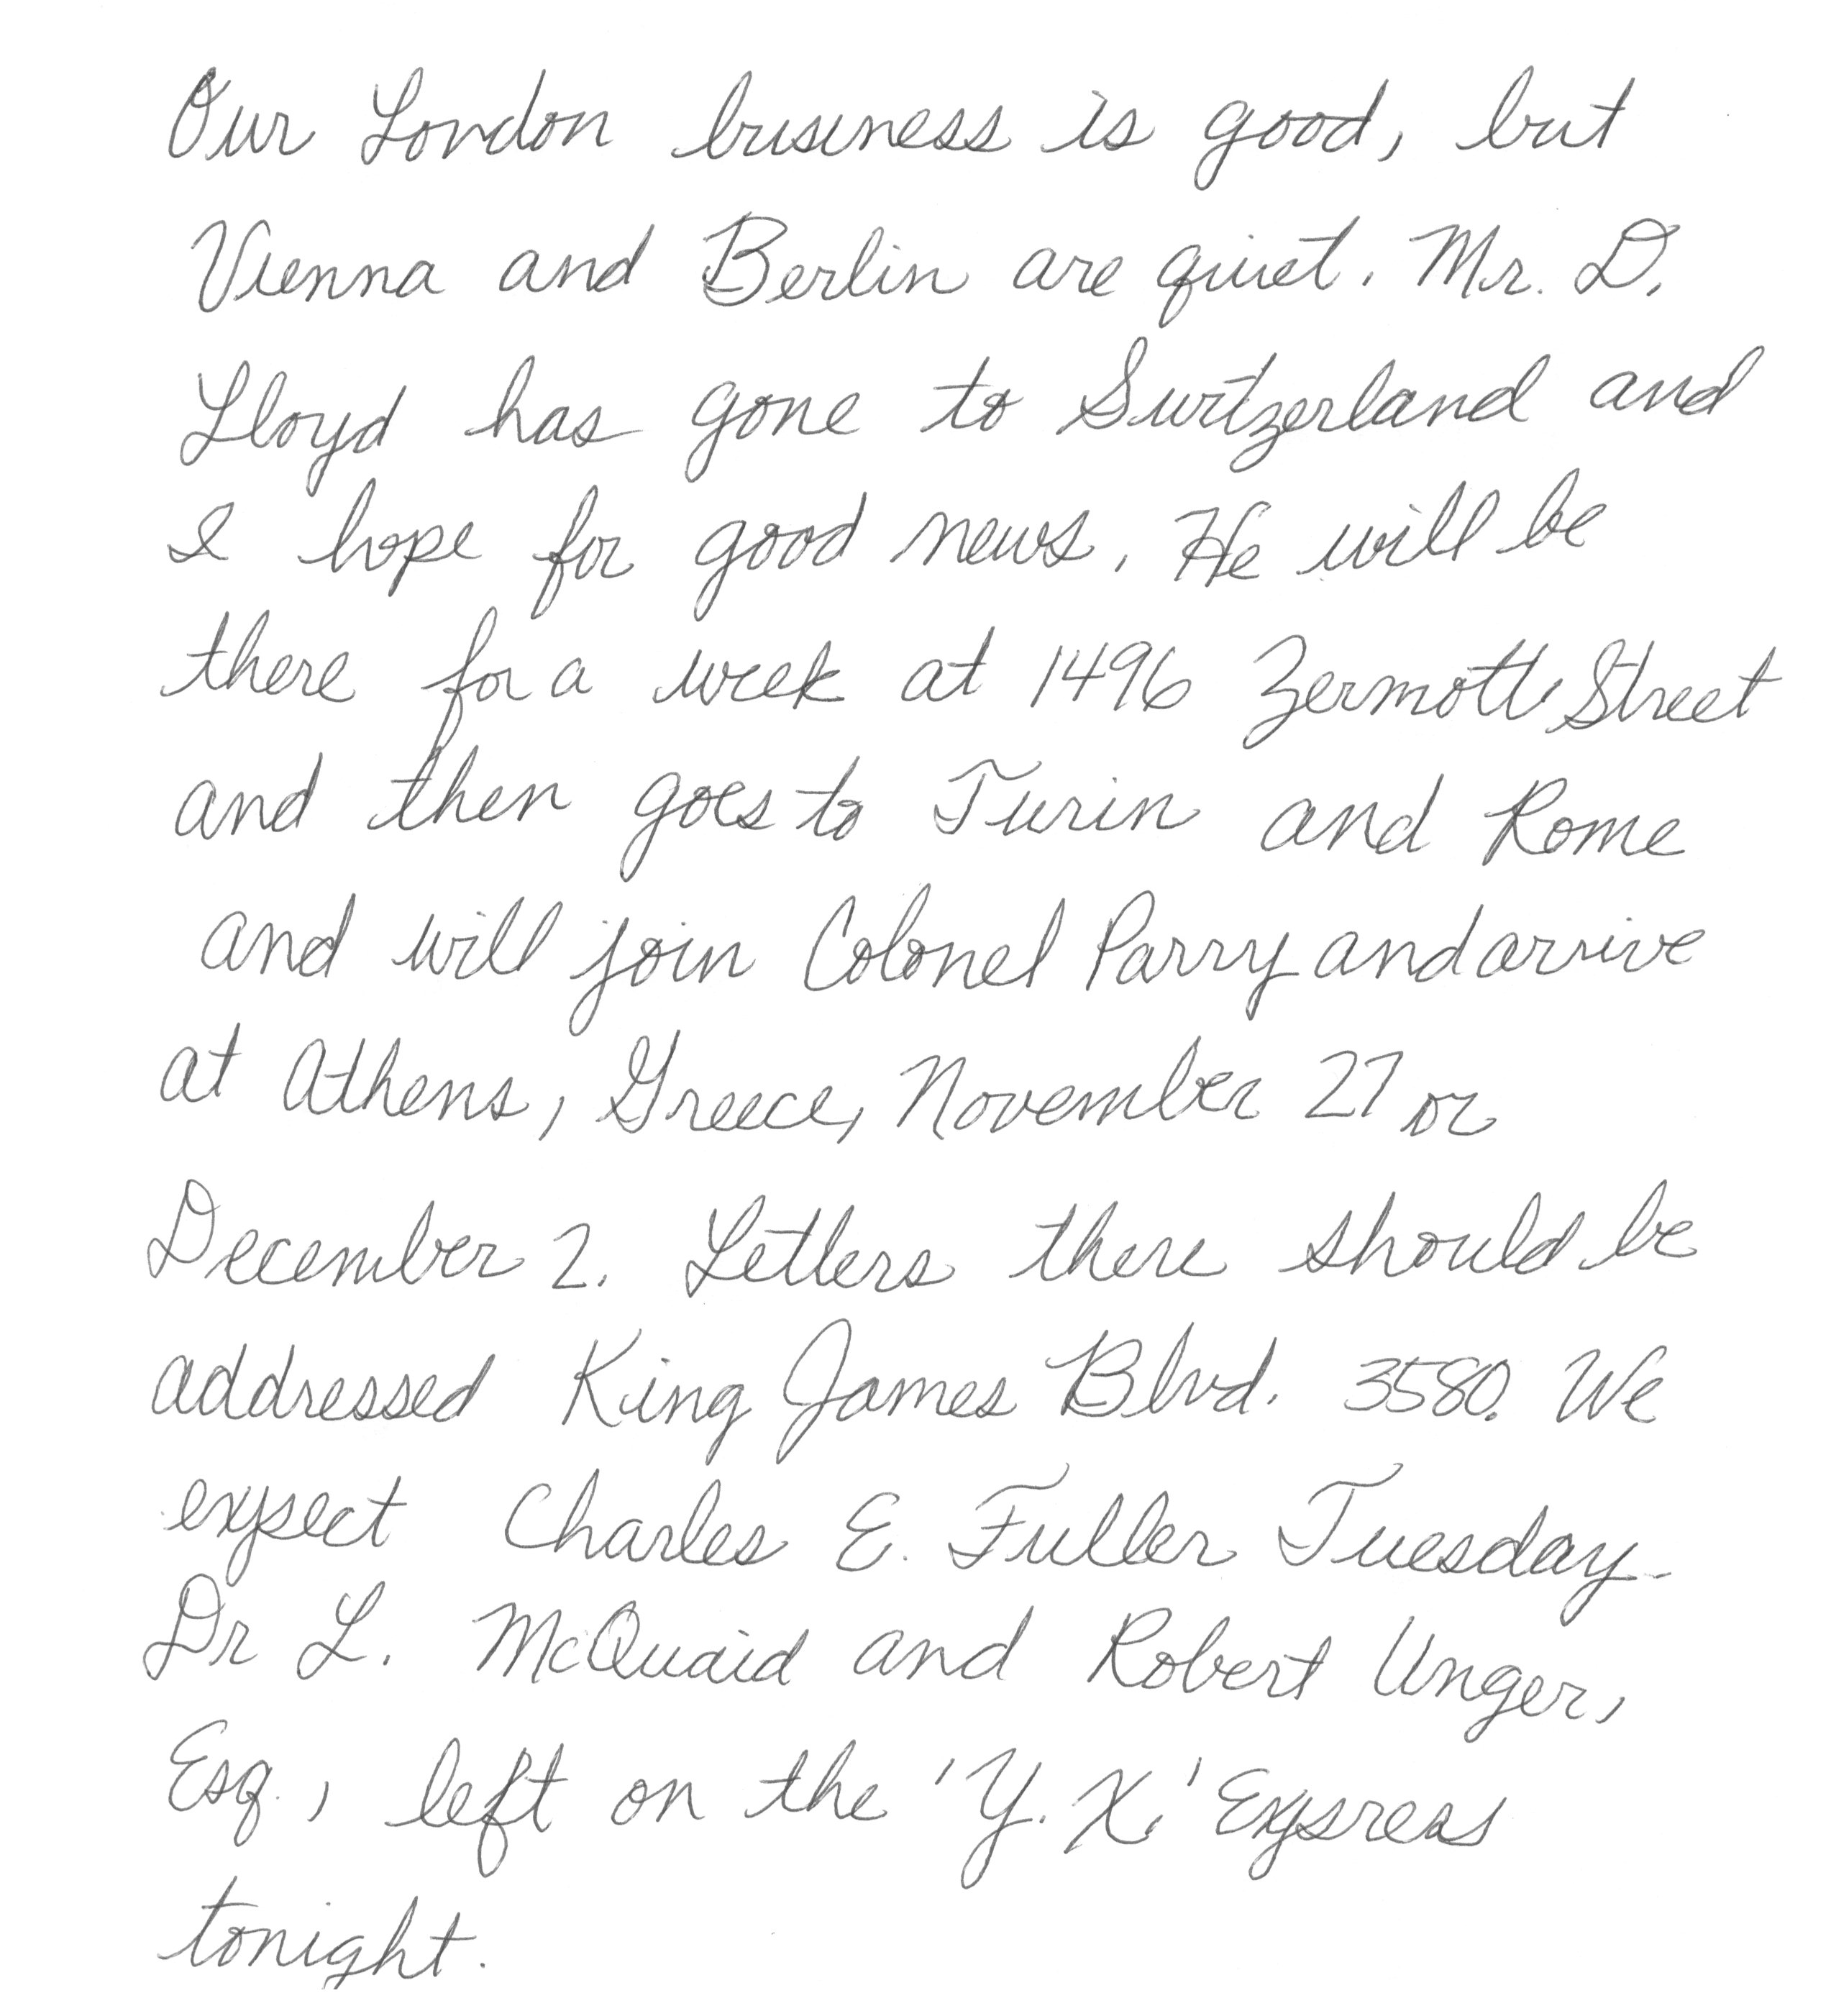 Our London business is good, but
Vienna and Berlin are quiet. Mr. D.
Lloyd has gone to Switzerland and
I hope for good news. He will be
there for a week at 1496 Zermott Street
and then goes to Turin and Rome
and will join Colonel Parry and arrive
at Athens, Greece, November 27 or
December 2. Letters there should be
addressed King James Blvd. 3580. We
expect Charles E. Fuller Tuesday.
Dr L. McQuaid and Robert Unger,
Esq., left on the 'Y. X.' Express
tonight.